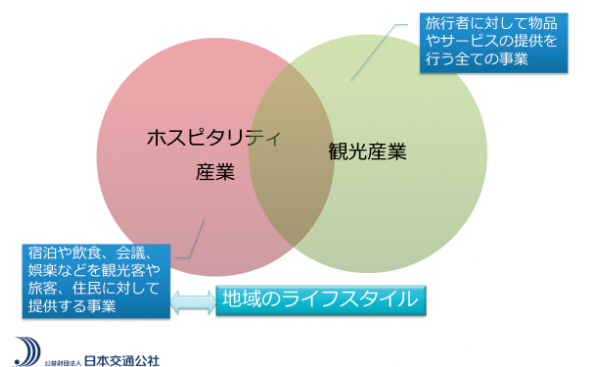 旅行者に対して物品
やサービスの提供を
行う全ての事業
ホスピタリティ
産業
観光産業
宿泊や飲食、会議、
娯楽などを観光客や
旅客、住民に対して
提供する事業
地域のライフスタイル
公益財団法人 日本交通公社